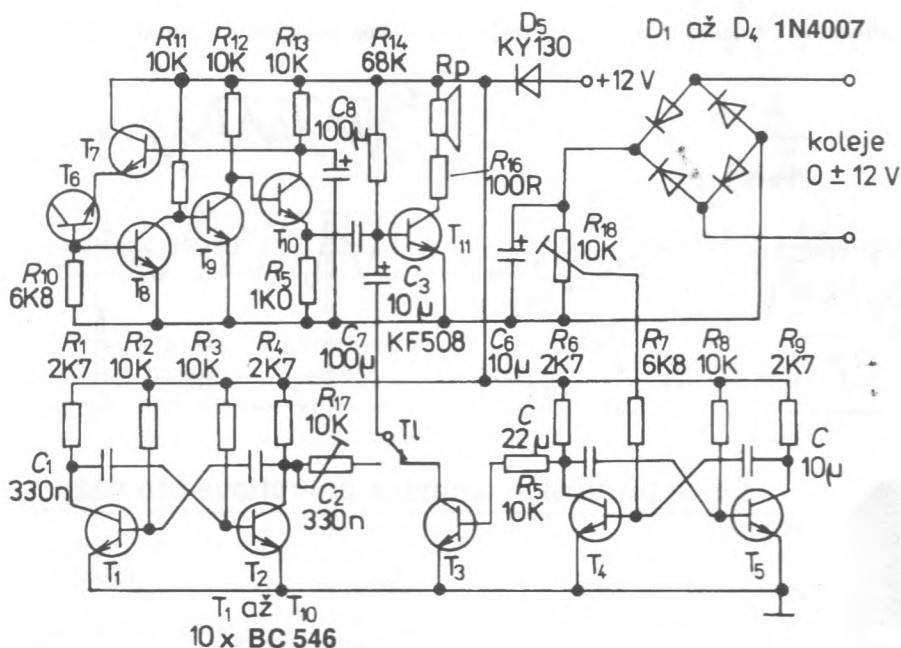 D5
KY130
+12 V
D1 až D4 1N4007
koleje
0 ± 12 V
R11
10K
R12
10K
R13
10K
R14
68K
Rp
C8
100µ
R16
100R
T7
T6
T8
T9
T10
T11
R10
6K8
R5
1K0
C3
10µ
KF508
C7
100µ
R18
10K
C6
10µ
R1
2K7
R2
10K
R3
10K
R4
2K7
R17
10K
Tl
R6
2K7
R7
6K8
R8
10K
R9
2K7
C1
330n
C2
330n
C
22µ
R5
10K
C
10µ
T1
T2
T3
T4
T5
T1 až T10
10 x BC 546